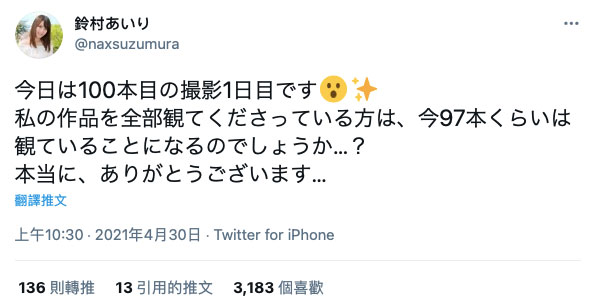 鈴村あいり
@naxsuzumura
今日は100本目の撮影1日目です😮✨
私の作品を全部観てくださっている方は、今97本くらいは
観ていることになるのでしょうか...？
本当に、ありがとうございます...
翻譯推文
上午10:30 · 2021年4月30日 · Twitter for iPhone
136 則轉推 13 引用的推文 3,183 個喜歡